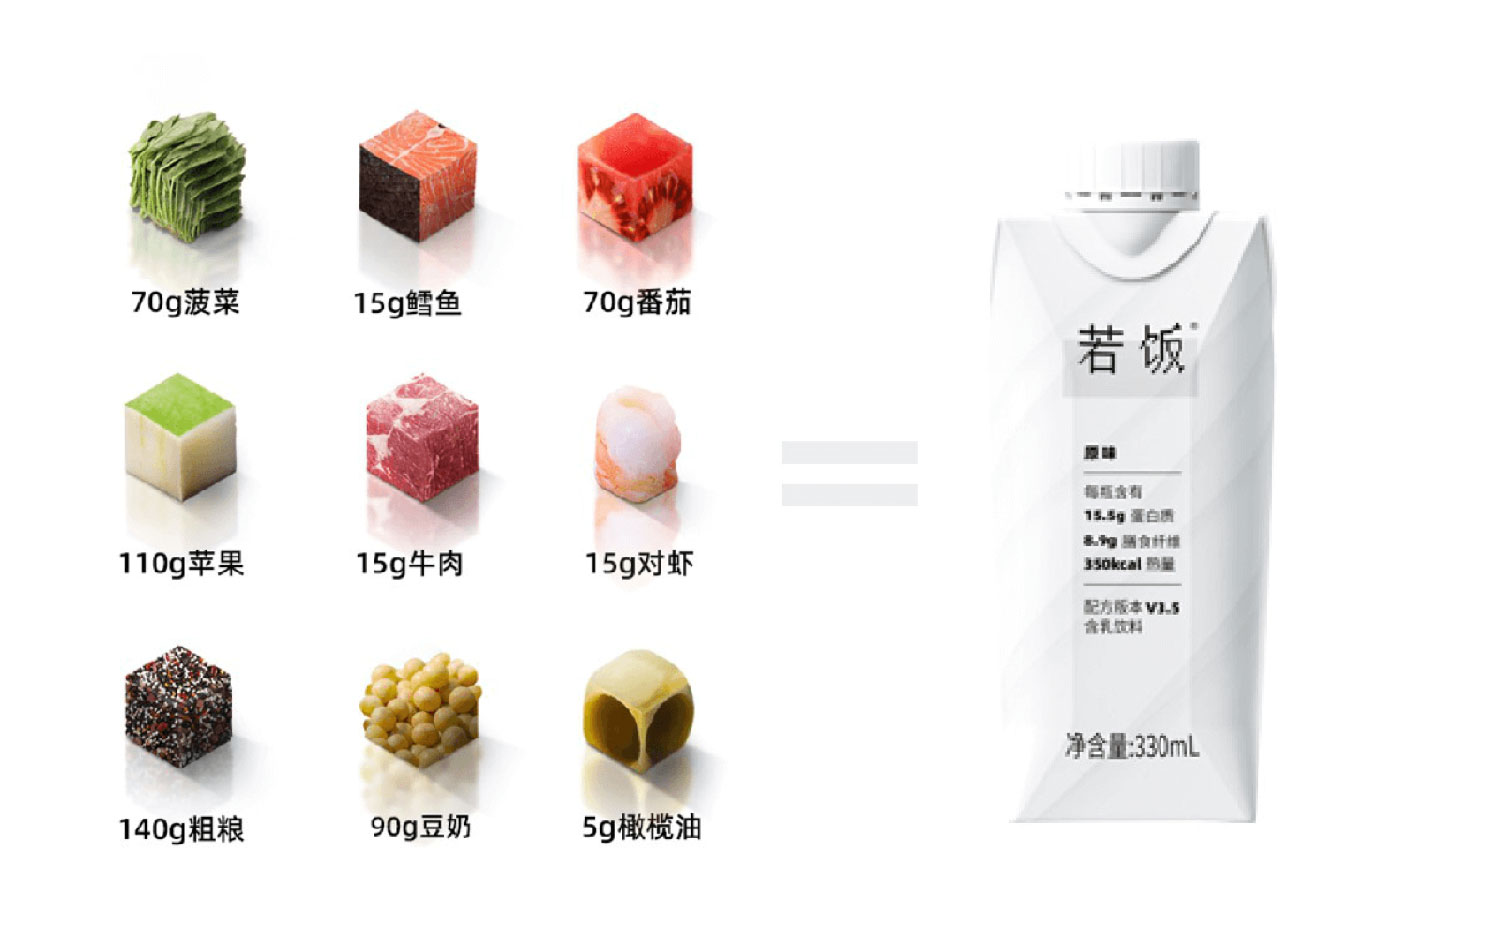 70g菠菜
15g鳕鱼
70g番茄
110g苹果
15g牛肉
15g对虾
140g粗粮
90g豆奶
5g橄榄油
若饭®
原味
每瓶含有
15.5g 蛋白质
8.9g 膳食纤维
350kcal 热量
配方版本 V3.5
含乳饮料
净含量:330mL